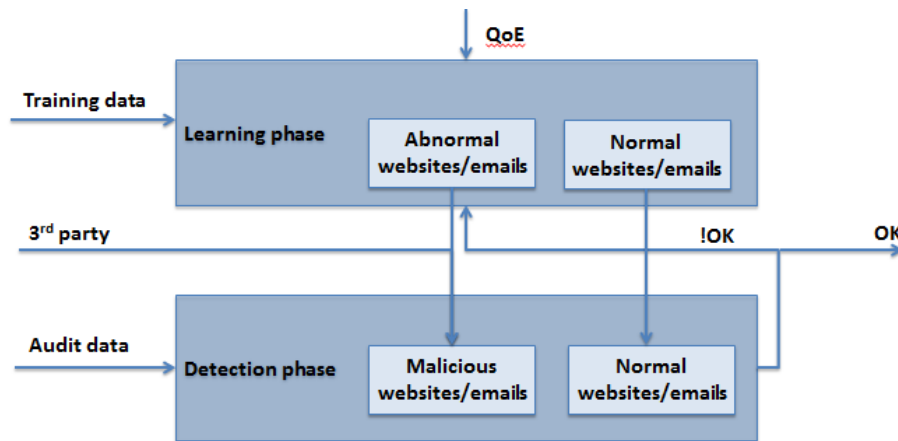 QoE
Training data
Learning phase
Abnormal
websites/emails
Normal
websites/emails
3rd party
!OK
OK
Audit data
Detection phase
Malicious
websites/emails
Normal
websites/emails